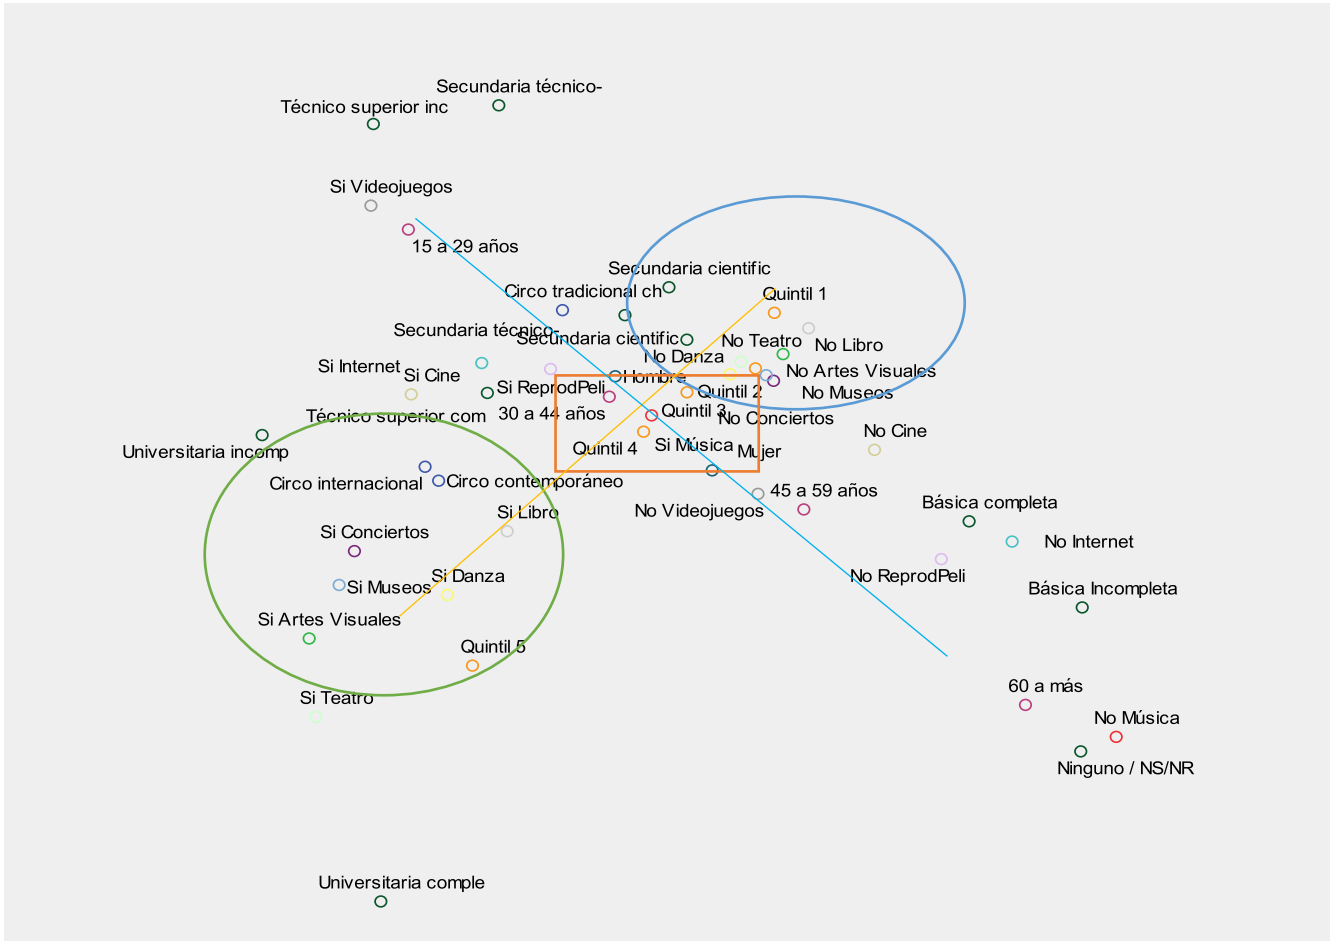 Secundaria técnico-
Técnico superior inc
Si Videojuegos
15 a 29 años
Secundaria cientific
Circo tradicional ch
Quintil 1
Secundaria técnico-
Secundaria cientific
No Teatro
No Libro
No Danza
Si Internet
Si Cine
Hombre
No Artes Visuales
Si ReprodPeli
Quintil 2
No Museos
Técnico superior com
30 a 44 años
Quintil 3
No Conciertos
No Cine
Universitaria incomp
Quintil 4
Si Música
Mujer
Circo internacional
Circo contemporáneo
45 a 59 años
Si Libro
No Videojuegos
Básica completa
Si Conciertos
No Internet
Si Museos
Si Danza
No ReprodPeli
Básica Incompleta
Si Artes Visuales
Quintil 5
60 a más
Si Teatro
No Música
Ninguno / NS/NR
Universitaria comple